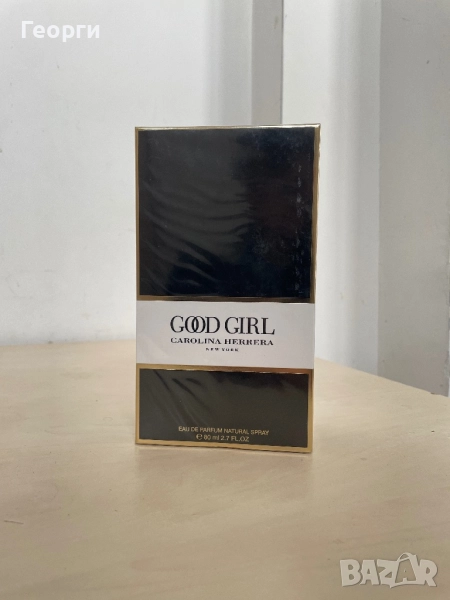 Георги
GOOD GIRL
CAROLINA HERRERA
NEW YORK
EAU DE PARFUM NATURAL SPRAY
℮ 80 ml 2.7 FL.OZ
BAZAR